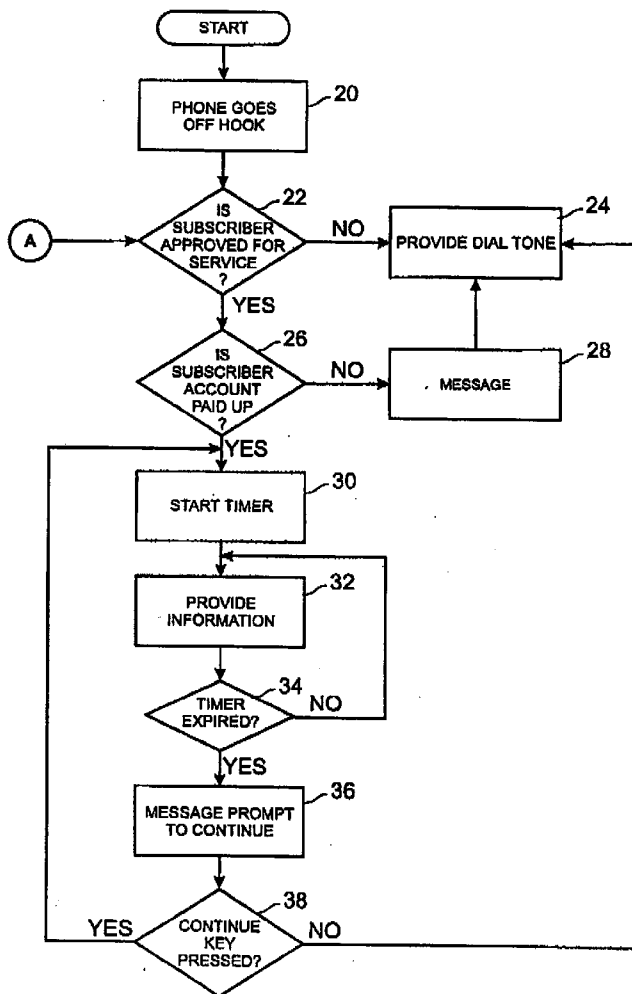 START
PHONE GOES
OFF HOOK
20
IS
SUBSCRIBER
APPROVED FOR
SERVICE
?
22
A
NO
YES
PROVIDE DIAL TONE
24
IS
SUBSCRIBER
ACCOUNT
PAID UP
?
26
NO
YES
MESSAGE
28
START TIMER
30
PROVIDE
INFORMATION
32
TIMER
EXPIRED?
34
NO
YES
MESSAGE PROMPT
TO CONTINUE
36
CONTINUE
KEY
PRESSED?
38
YES
NO